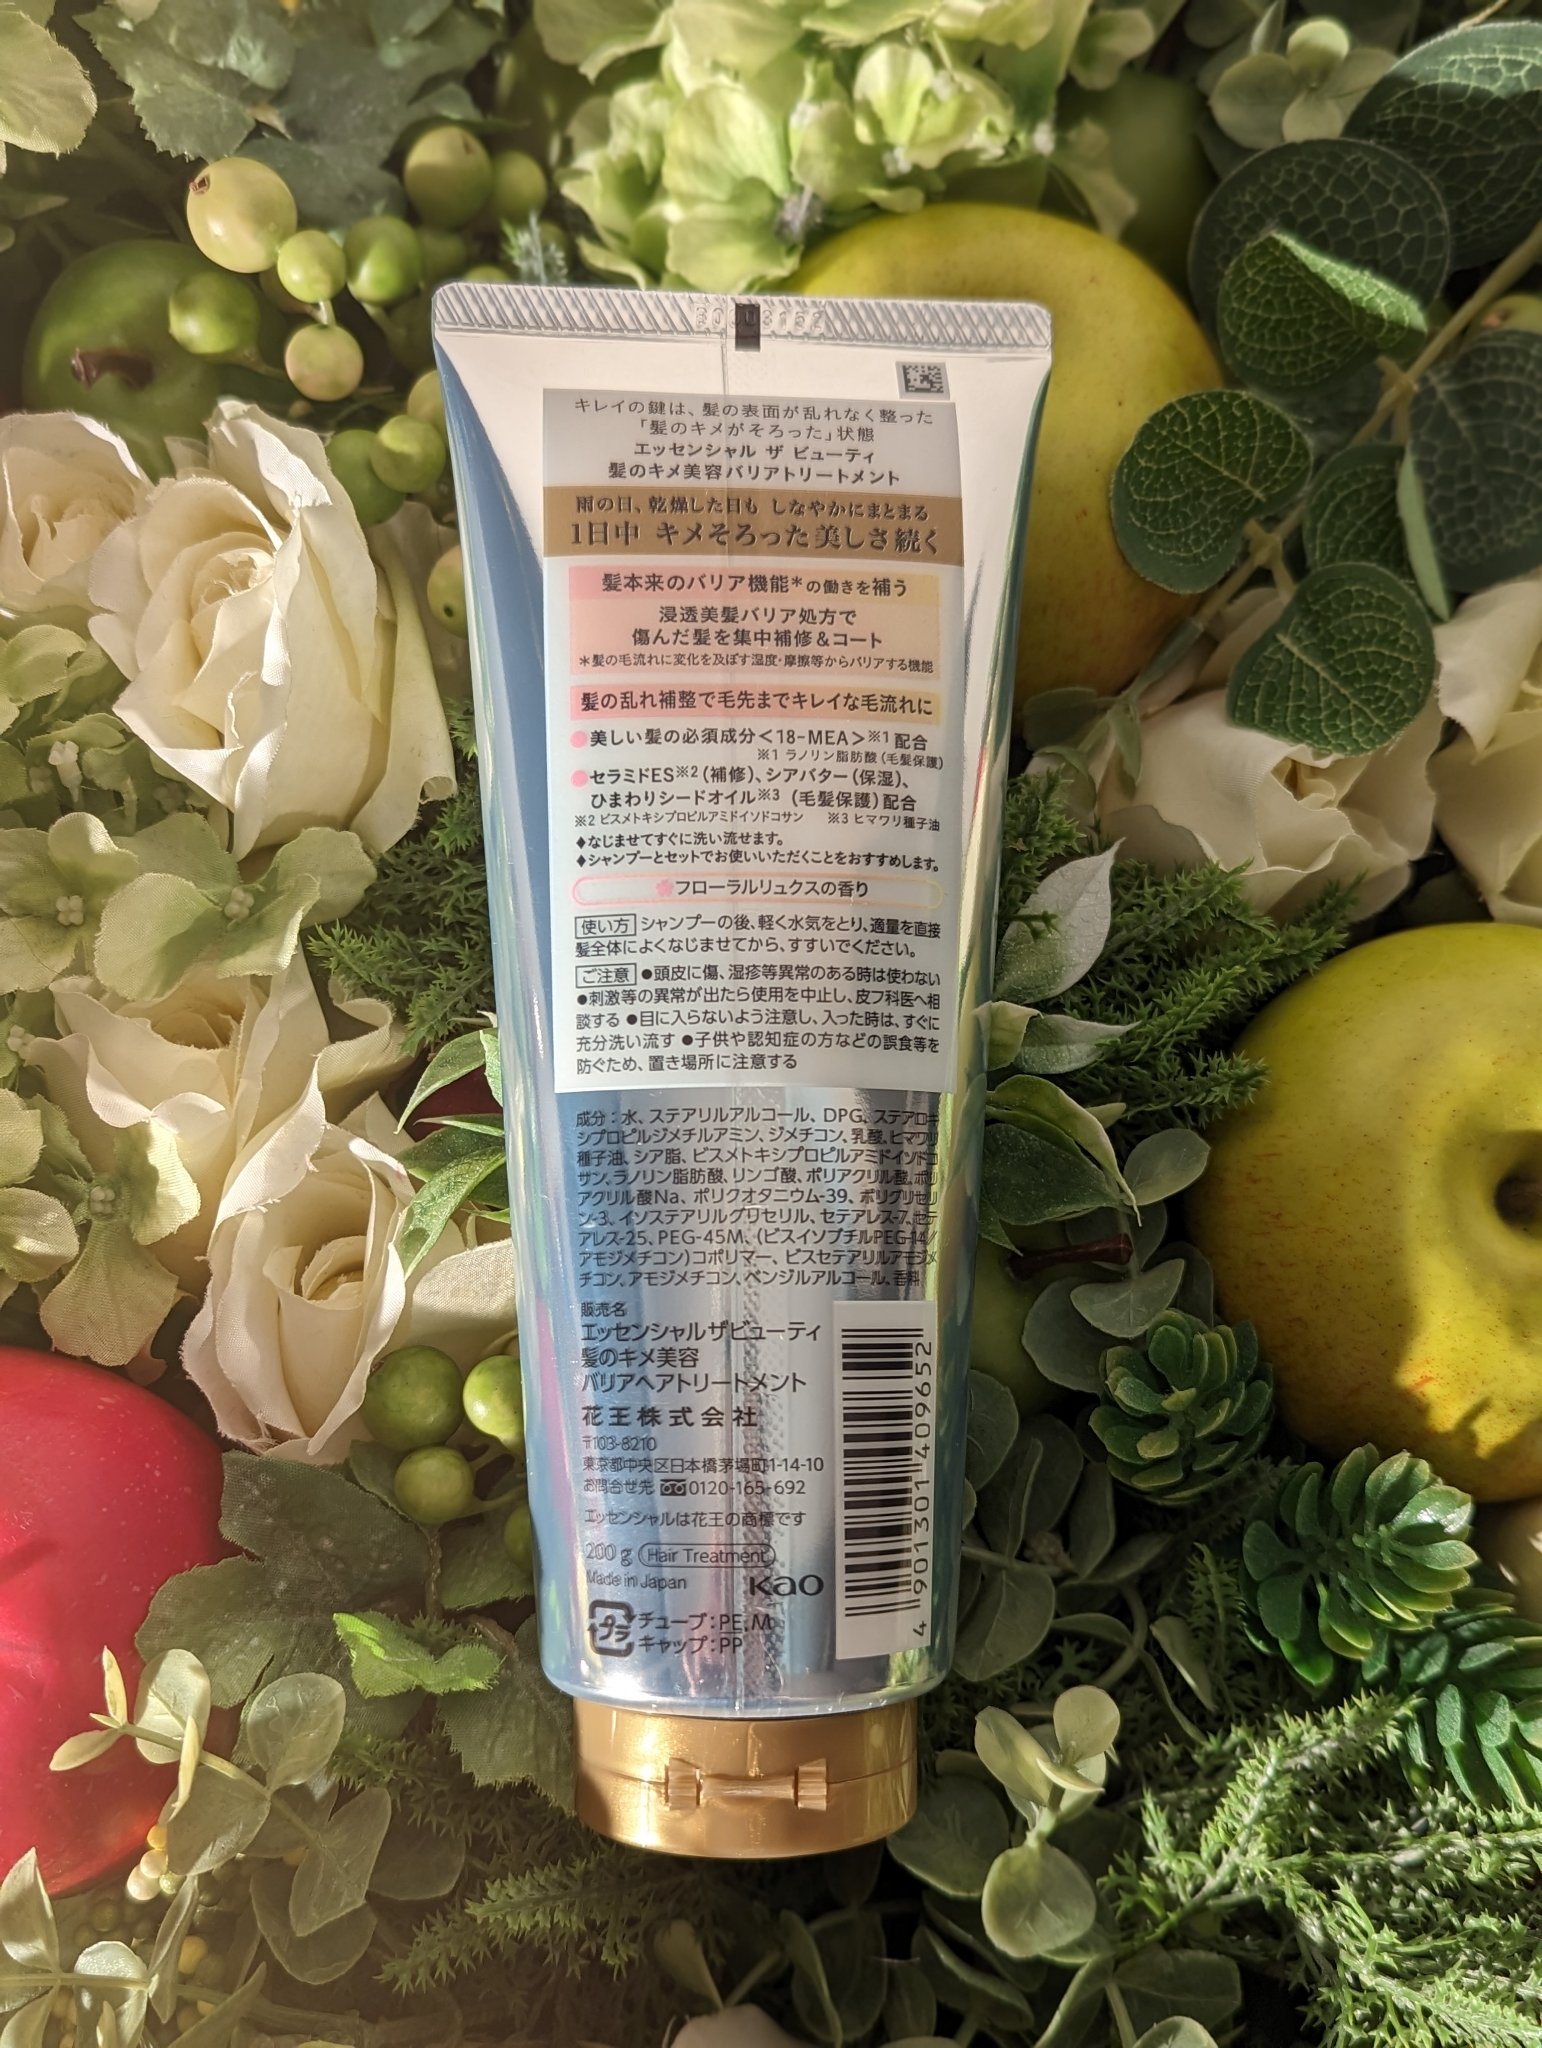 キレイの鍵は、髪の表面が乱れなく整った
「髪のキメがそろった」状態
エッセンシャル ザ ビューティ
髪のキメ美容バリアトリートメント
雨の日、乾燥した日も しなやかにまとまる
1日中 キメそろった美しさ続く
髪本来のバリア機能*の働きを補う
浸透美髪バリア処方で
傷んだ髪を集中補修&コート
*髪の毛流れに変化を及ぼす湿度・摩擦等からバリアする機能
髪の乱れ補整で毛先までキレイな毛流れに
●美しい髪の必須成分<18-MEA>※1配合
※1 ラノリン脂肪酸(毛髪保護)
●セラミドES※2(補修)、シアバター(保湿)、
ひまわりシードオイル※3(毛髪保護)配合
※2 ビスメトキシプロピルアミドイソドコサン ※3 ヒマワリ種子油
♦なじませてすぐに洗い流せます。
♦シャンプーとセットでお使いいただくことをおすすめします。
フローラルリュクスの香り
使い方 シャンプーの後、軽く水気をとり、適量を直接
髪全体によくなじませてから、すすいでください。
ご注意 ●頭皮に傷、湿疹等異常のある時は使わない
●刺激等の異常が出たら使用を中止し、皮フ科医へ相
談する ●目に入らないよう注意し、入った時は、すぐに
充分洗い流す ●子供や認知症の方などの誤食等を
防ぐため、置き場所に注意する
成分:水、ステアリルアルコール、DPG、ステアロキ
シプロピルジメチルアミン、ジメチコン、乳酸、ヒマワリ
種子油、シア脂、ビスメトキシプロピルアミドイソドコ
サン、ラノリン脂肪酸、リンゴ酸、ポリアクリル酸、ポリ
アクリル酸Na、ポリクオタニウム-39、ポリグリセリ
ン-3、イソステアリルグリセリル、セテアレス-7、セテ
アレス-25、PEG-45M、(ビスイソブチルPEG-14/
アモジメチコン)コポリマー、ビスセテアリルアモジメ
チコン、アモジメチコン、ベンジルアルコール、香料
販売名
エッセンシャルザビューティ
髪のキメ美容
バリアヘアトリートメント
花王株式会社
〒103-8210
東京都中央区日本橋茅場町1-14-10
お問合せ先 0120-165-692
エッセンシャルは花王の商標です
200g Hair Treatment
Made in Japan
Kao
プラ チューブ:PE,M
キャップ:PP
4 901301 409652